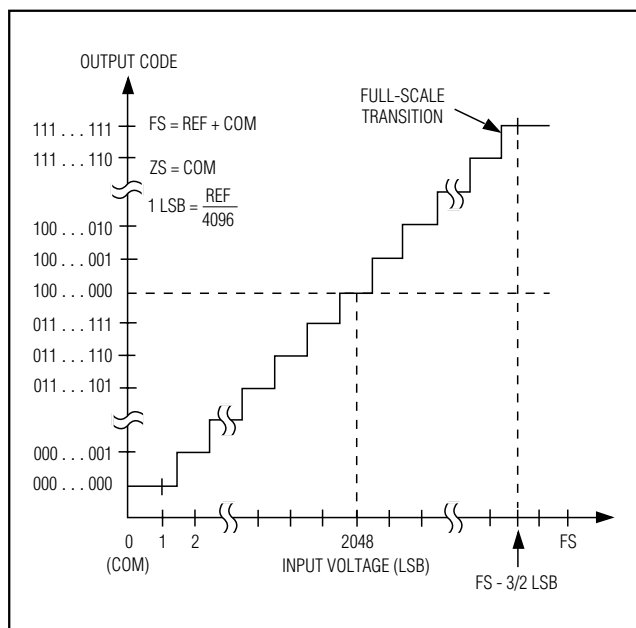 OUTPUT CODE
FULL-SCALE
TRANSITION
111 . . . 111
FS = REF + COM
111 . . . 110
ZS = COM
1 LSB = REF
4096
100 . . . 010
100 . . . 001
100 . . . 000
011 . . . 111
011 . . . 110
011 . . . 101
000 . . . 001
000 . . . 000
0 1 2 2048 FS
(COM)
INPUT VOLTAGE (LSB)
FS - 3/2 LSB